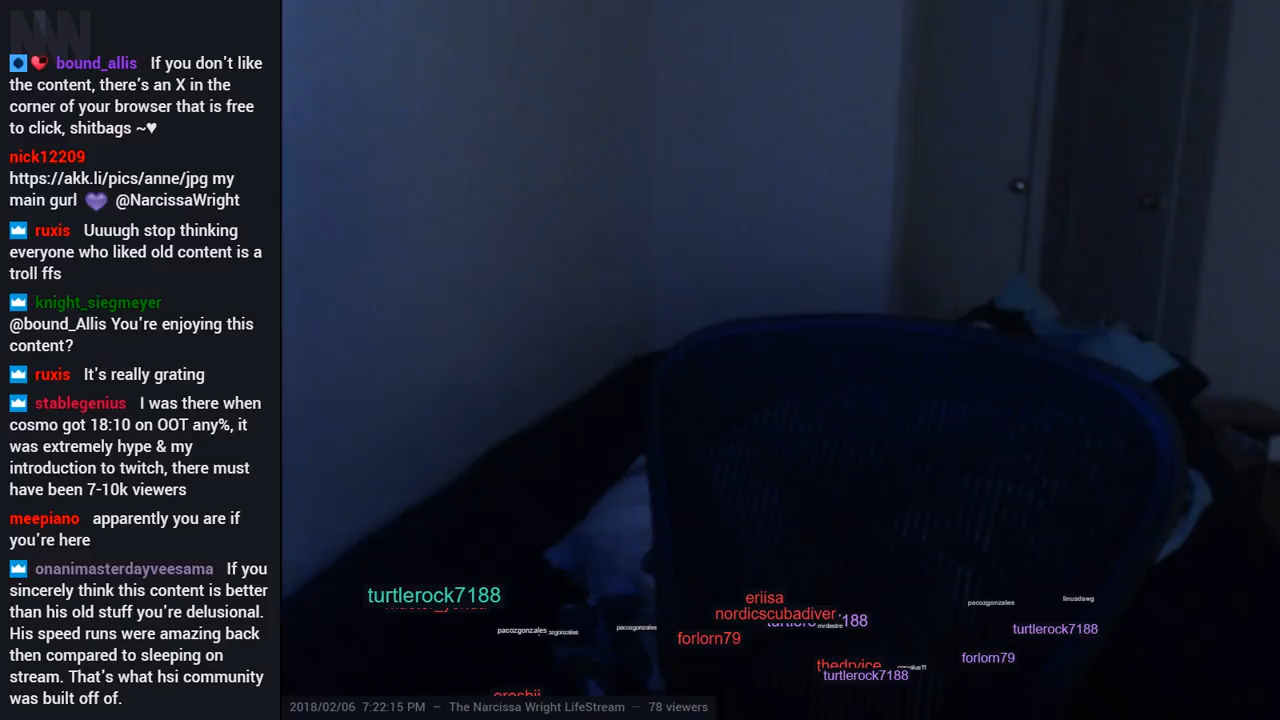 NNN
bound_allis If you don't like
the content, there's an X in the
corner of your browser that is free
to click, shitbags ~♥
nick12209
https://akk.li/pics/anne/jpg my
main gurl 💜 @NarcissaWright
ruxis Uuuugh stop thinking
everyone who liked old content is a
troll ffs
knight_siegmeyer
@bound_Allis You're enjoying this
content?
ruxis It's really grating
stablegenius I was there when
cosmo got 18:10 on OOT any%, it
was extremely hype & my
introduction to twitch, there must
have been 7-10k viewers
meepiano apparently you are if
you're here
onanimasterdayveesama If you
sincerely think this content is better
than his old stuff you're delusional.
His speed runs were amazing back
then compared to sleeping on
stream. That's what hsi community
was built off of.
turtlerock7188
pacozgonzales
pacozgonzales
eriisa
nordicscubadiver
forlorn79
thedrvice
turtlerock7188
pacozgonzales
linusdawg
turtlerock7188
forlorn79
2018/02/06 7:22:15 PM – The Narcissa Wright LifeStream – 78 viewers